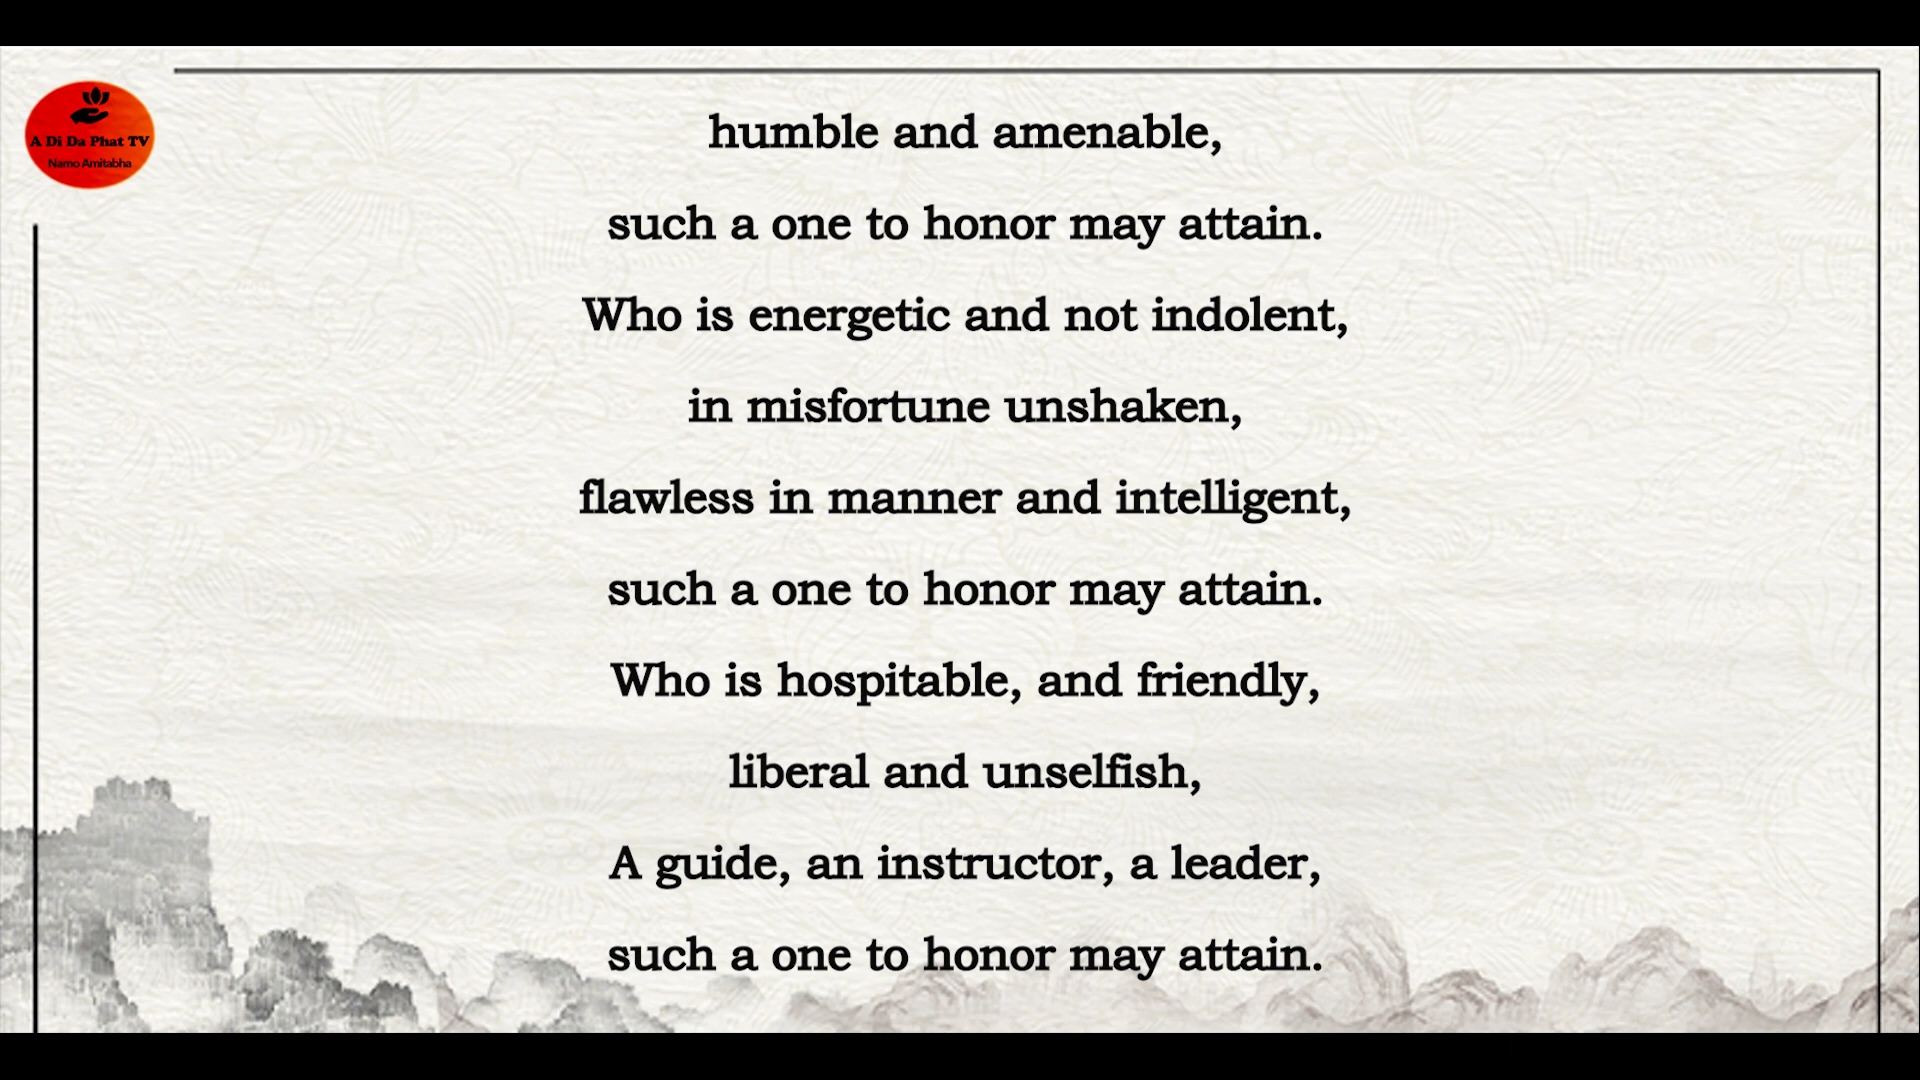 A Di Da Phat TV
Namo Amitabha
humble and amenable,
such a one to honor may attain.
Who is energetic and not indolent,
in misfortune unshaken,
flawless in manner and intelligent,
such a one to honor may attain.
Who is hospitable, and friendly,
liberal and unselfish,
A guide, an instructor, a leader,
such a one to honor may attain.